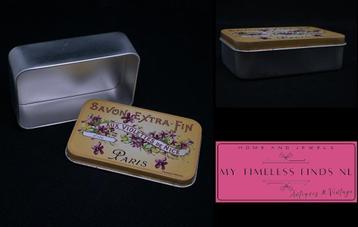 SAVON EXTRA-FIN
AUX VIOLETTES DE NICE
PARIS
HOME AND JEWELS
MY TIMELESS FINDS NL
Antiques & Vintage